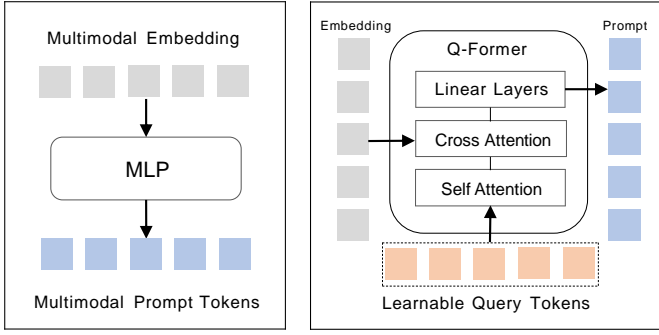 Multimodal Embedding
MLP
Multimodal Prompt Tokens
Embedding
Prompt
Q-Former
Linear Layers
Cross Attention
Self Attention
Learnable Query Tokens